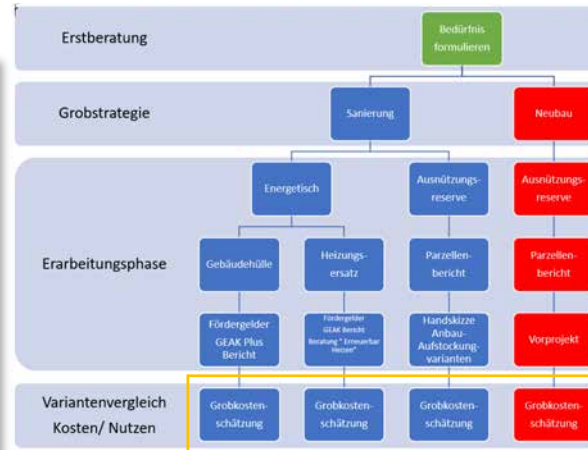 Erstberatung
Bedürfnis
formulieren
Grobstrategie
Sanierung
Neubau
Energetisch
Ausnützungs-
reserve
Ausnützungs-
reserve
Erarbeitungsphase
Gebäudehülle
Heizungs-
ersatz
Parzellen-
bericht
Parzellen-
bericht
Fördergelder
GEAK Plus
Bericht
Fördergelder
GEAK Bericht
Beratung " Erneuerbar
Heizen"
Handskizze
Anbau-
Aufstockung-
varianten
Vorprojekt
Variantenvergleich
Kosten/ Nutzen
Grobkosten-
schätzung
Grobkosten-
schätzung
Grobkosten-
schätzung
Grobkosten-
schätzung